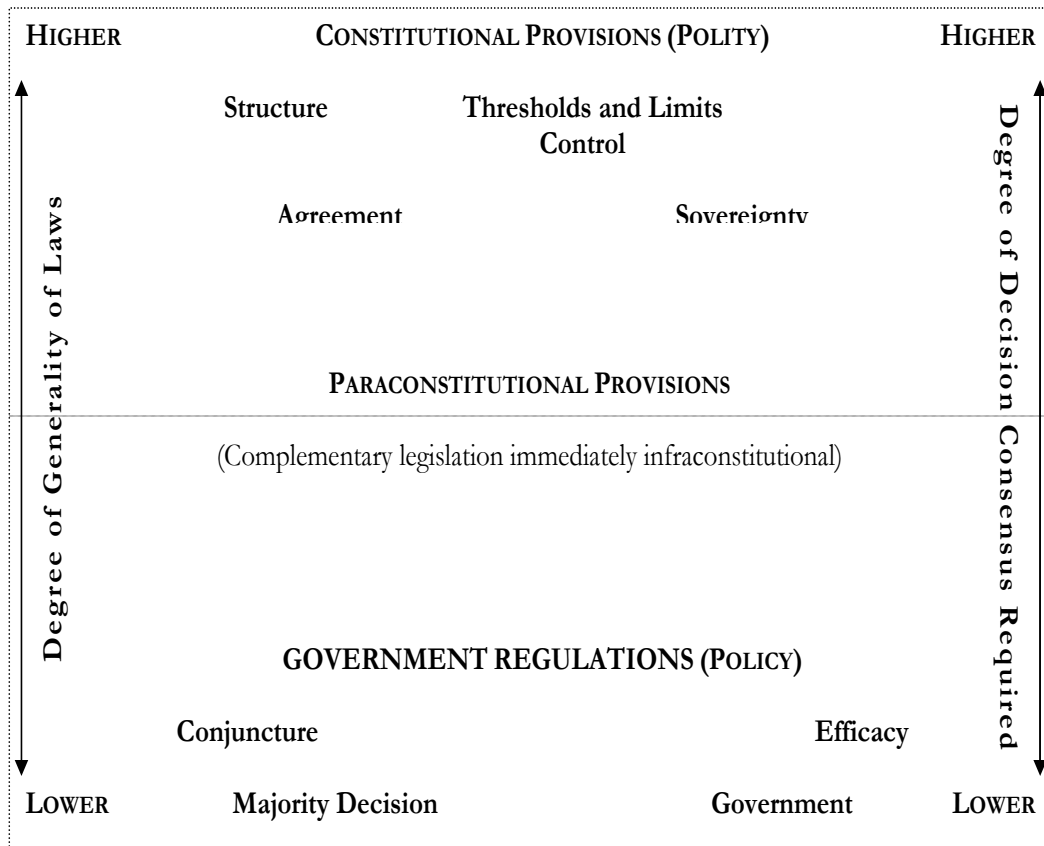 HIGHER CONSTITUTIONAL PROVISIONS (POLITY) HIGHER
Structure Thresholds and Limits
Control
Agreement Sovereignty
Degree of Generality of Laws
Degree of Decision Consensus Required
PARACONSTITUTIONAL PROVISIONS
(Complementary legislation immediately infraconstitutional)
GOVERNMENT REGULATIONS (POLICY)
Conjuncture Efficacy
LOWER Majority Decision Government LOWER